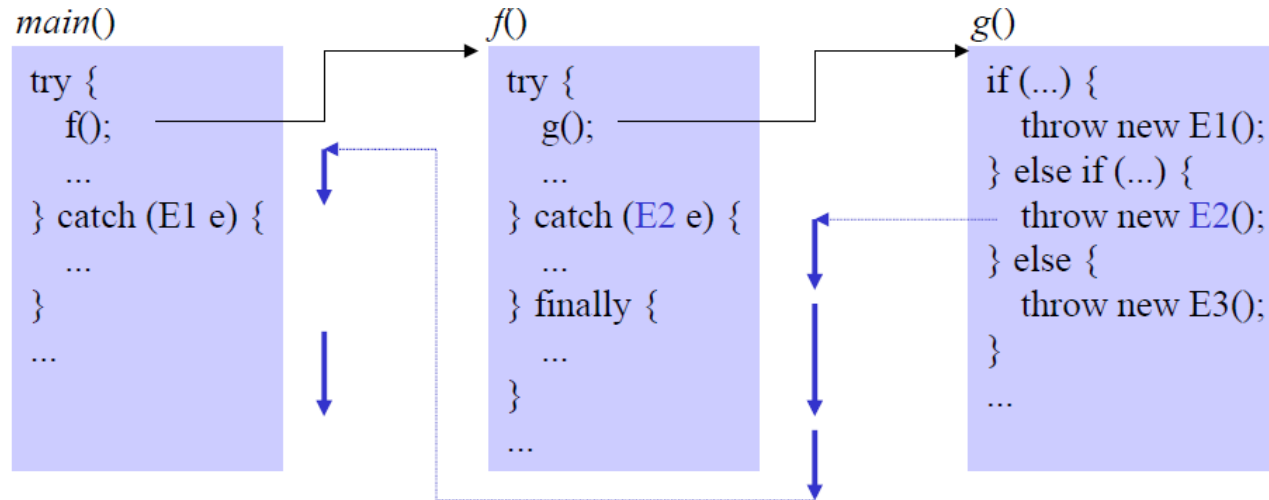 main()
try {
f();
...
} catch (E1 e) {
...
}
...
f()
try {
g();
...
} catch (E2 e) {
...
} finally {
...
}
...
g()
if (...) {
throw new E1();
} else if (...) {
throw new E2();
} else {
throw new E3();
}
...